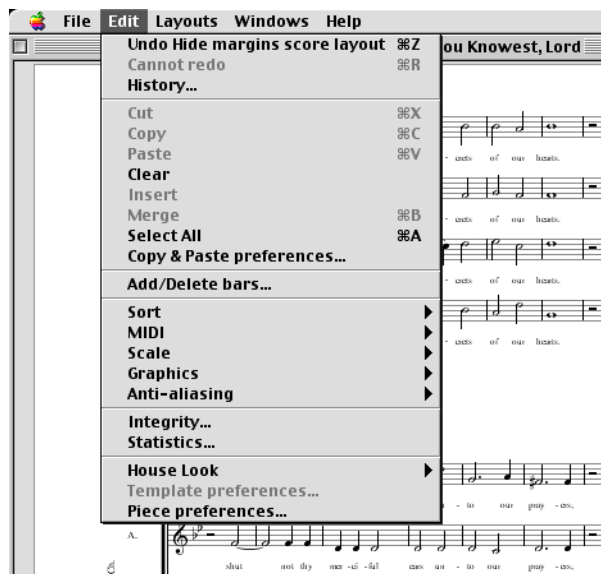 File Edit Layouts Windows Help
ou Knowest, Lord
Undo Hide margins score layout ⌘Z
Cannot redo ⌘R
History...
Cut ⌘X
Copy ⌘C
Paste ⌘V
Clear
Insert
Merge ⌘B
Select All ⌘A
Copy & Paste preferences...
Add/Delete bars...
Sort
MIDI
Scale
Graphics
Anti-aliasing
Integrity...
Statistics...
House Look
Template preferences...
Piece preferences...
- crets of our hearts.
- crets of our hearts.
- crets of our hearts.
- crets of our hearts.
- to our pray - ers,
A.
shut not thy mer - ci - ful ears un - to our pray - ers,